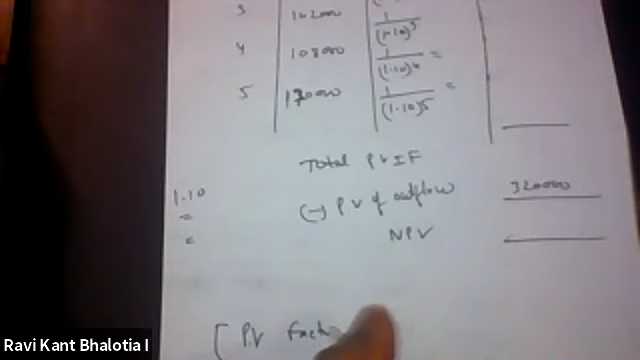 3 102000 1/(1.10)^3
4 108000 1/(1.10)^4 =
5 170000 1/(1.10)^5 =
Total PVIF
1.10 (-) PV of outflow 320000
=
= NPV
[ PV Facto
Ravi Kant Bhalotia I